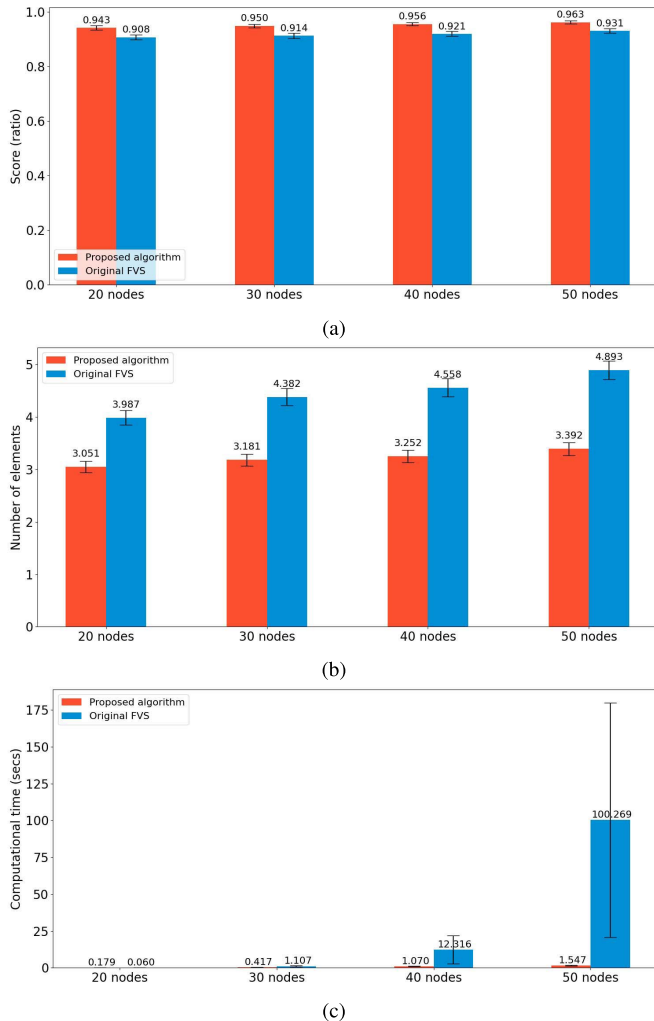 1.0
0.943
0.908
0.950
0.914
0.956
0.921
0.963
0.931
0.8
0.6
0.4
0.2
0.0
Score (ratio)
Proposed algorithm
Original FVS
20 nodes
30 nodes
40 nodes
50 nodes
(a)
5
4
3
2
1
0
Number of elements
Proposed algorithm
Original FVS
3.051
3.987
3.181
4.382
3.252
4.558
3.392
4.893
20 nodes
30 nodes
40 nodes
50 nodes
(b)
175
150
125
100
75
50
25
0
Computational time (secs)
Proposed algorithm
Original FVS
0.179
0.060
0.417
1.107
1.070
12.316
1.547
100.269
20 nodes
30 nodes
40 nodes
50 nodes
(c)